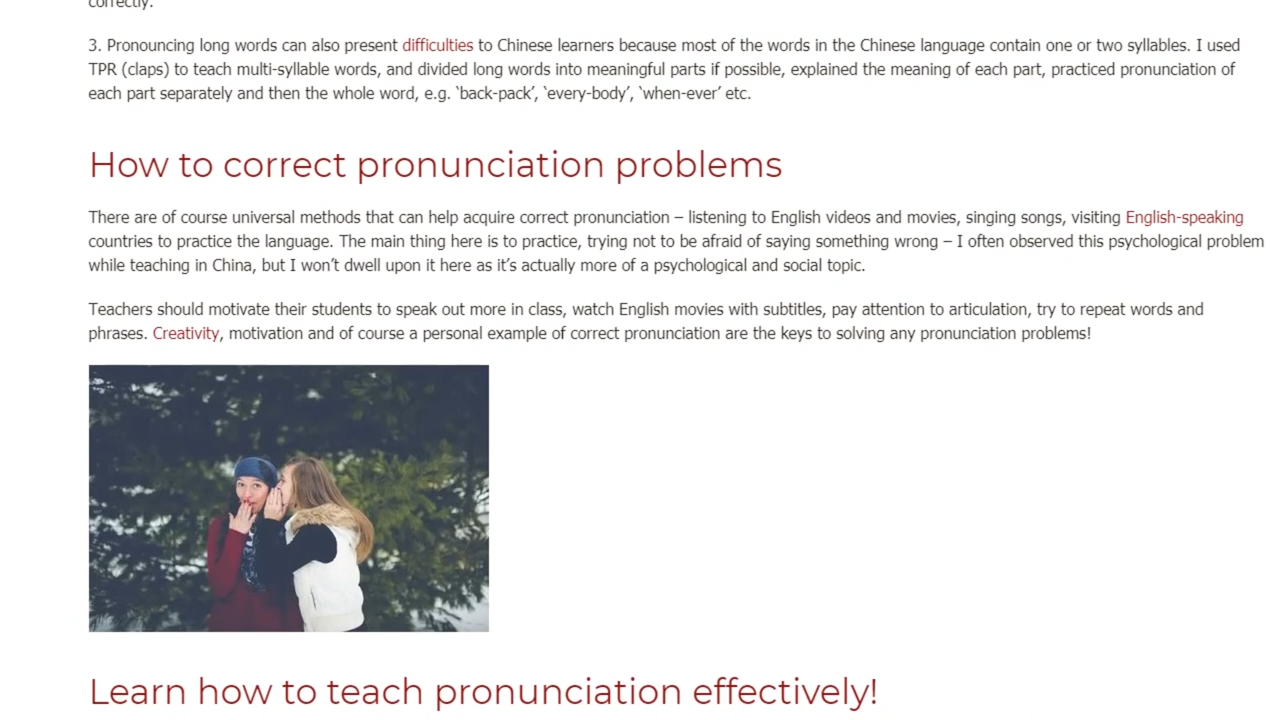 correctly.
3. Pronouncing long words can also present difficulties to Chinese learners because most of the words in the Chinese language contain one or two syllables. I used
TPR (claps) to teach multi-syllable words, and divided long words into meaningful parts if possible, explained the meaning of each part, practiced pronunciation of
each part separately and then the whole word, e.g. ‘back-pack’, ‘every-body’, ‘when-ever’ etc.
How to correct pronunciation problems
There are of course universal methods that can help acquire correct pronunciation – listening to English videos and movies, singing songs, visiting English-speaking
countries to practice the language. The main thing here is to practice, trying not to be afraid of saying something wrong – I often observed this psychological problem
while teaching in China, but I won’t dwell upon it here as it’s actually more of a psychological and social topic.
Teachers should motivate their students to speak out more in class, watch English movies with subtitles, pay attention to articulation, try to repeat words and
phrases. Creativity, motivation and of course a personal example of correct pronunciation are the keys to solving any pronunciation problems!
Learn how to teach pronunciation effectively!